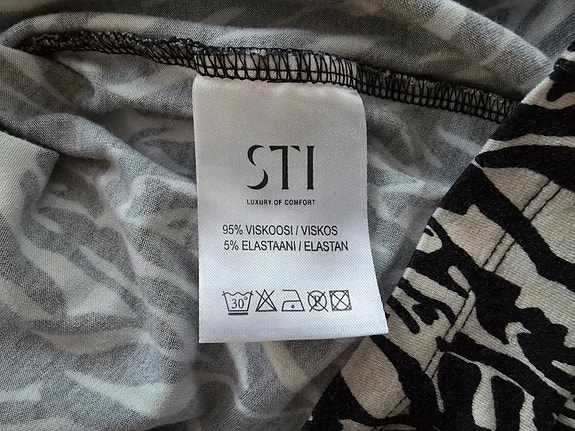 STI
LUXURY OF COMFORT
95% VISKOOSI / VISKOS
5% ELASTAANI / ELASTAN
30°